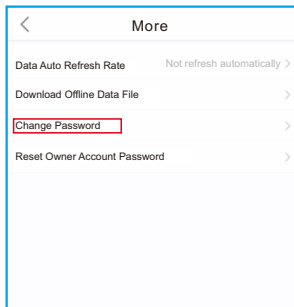 More
Data Auto Refresh Rate Not refresh automatically
Download Offline Data File
Change Password
Reset Owner Account Password